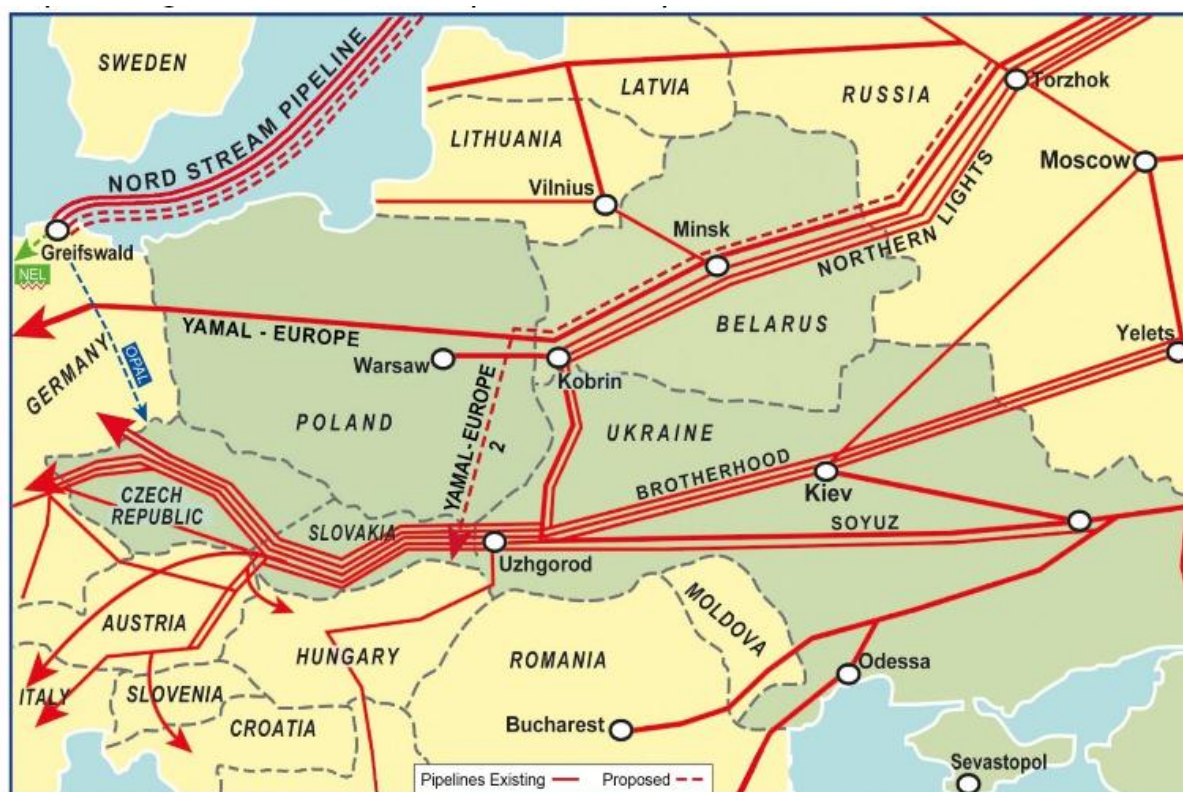 SWEDEN
NORD STREAM PIPELINE
LATVIA
RUSSIA
Torzhok
LITHUANIA
Vilnius
Moscow
Minsk
NORTHERN LIGHTS
Greifswald
NEL
YAMAL - EUROPE
BELARUS
OPAL
GERMANY
Warsaw
Kobrin
Yelets
POLAND
YAMAL-EUROPE
2
UKRAINE
BROTHERHOOD
Kiev
CZECH
REPUBLIC
SLOVAKIA
SOYUZ
Uzhgorod
AUSTRIA
MOLDOVA
HUNGARY
ROMANIA
Odessa
ITALY
SLOVENIA
CROATIA
Bucharest
Sevastopol
Pipelines Existing Proposed